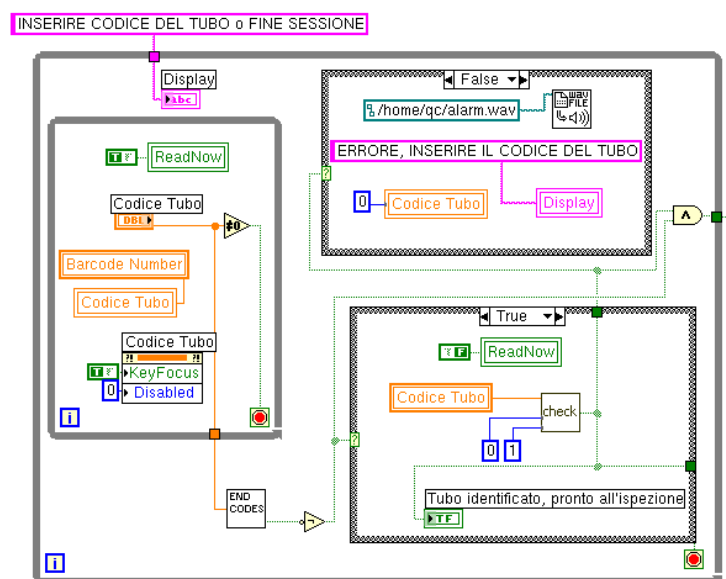 INSERIRE CODICE DEL TUBO o FINE SESSIONE
Display
abc
False
/home/qc/alarm.wav
WAV
FILE
ERRORE, INSERIRE IL CODICE DEL TUBO
0
Codice Tubo
Display
T F
ReadNow
Codice Tubo
DBL
≠0
Barcode Number
Codice Tubo
Codice Tubo
?! ?!
T F
KeyFocus
0
Disabled
i
?
∧
True
F
ReadNow
Codice Tubo
check
0
1
?
END
CODES
¬
Tubo identificato, pronto all'ispezione
TF
i